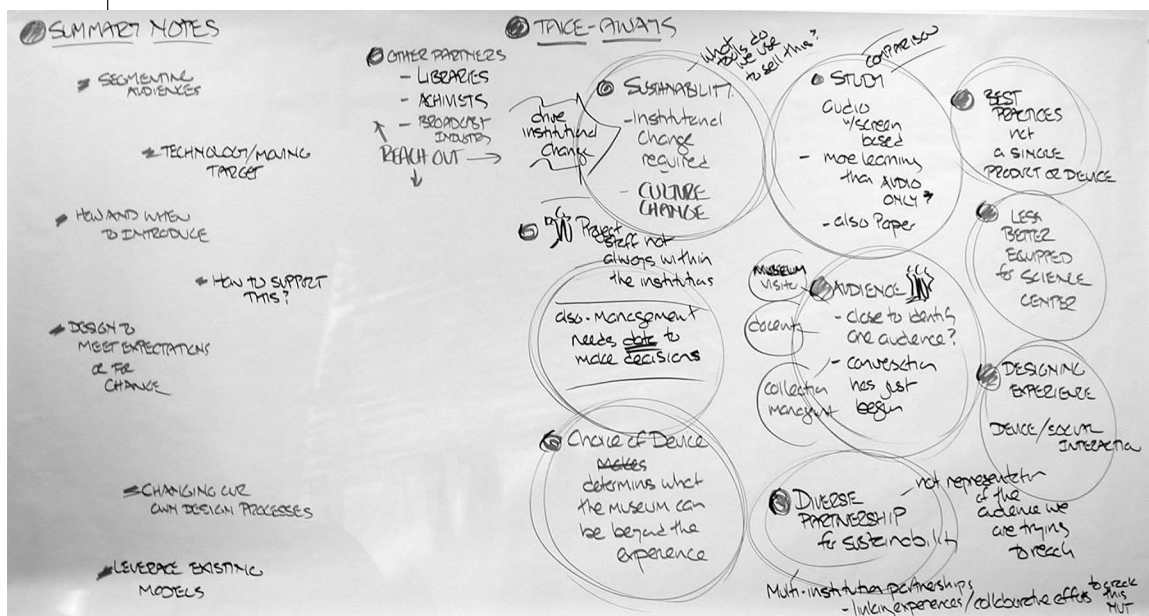 SUMMARY NOTES
SEGMENTING
AUDIENCES
TECHNOLOGY/MOVING
TARGET
HOW AND WHEN
TO INTRODUCE
HOW TO SUPPORT
THIS?
DESIGN TO
MEET EXPECTATIONS
OR FOR
CHANGE
CHANGING OUR
OWN DESIGN PROCESSES
LEVERAGE EXISTING
MODELS
OTHER PARTNERS
- LIBRARIES
- ACHIVISTS
- BROADCAST
INDUSTRY
REACH OUT
TAKE-AWAYS
drive
institutional
change
SUSTAINABILITY
- what
tools do
we use
to sell this?
- Institutional
change
required
- CULTURE
CHANGE
Project
staff not
always within
the institutions
also - management
needs data to
make decisions
Choice of Device
Makes
determins what
the museum can
be beyond the
experience
STUDY
COMPARISON
audio
w/screen
based
- more learning
than AUDIO
ONLY?
- also Paper
MUSEUM
visitor
docents
collection
AUDIENCE
- close to identify
one audience?
- conversation
has just
begin
DIVERSE
PARTNERSHIP
for sustainability
- not representation
of the
audience we
are trying
to reach
Multi-institution partnerships
- linking experiences/collaborative efforts to crack
this
NUT
BEST
PRACTICES
not
a SINGLE
PRODUCT OR DEVICE
LESS
BETTER
EQUIPPED
for SCIENCE
CENTER
DESIGNING
EXPERIENCE
DEVICE/SOCIAL
INTERACTION